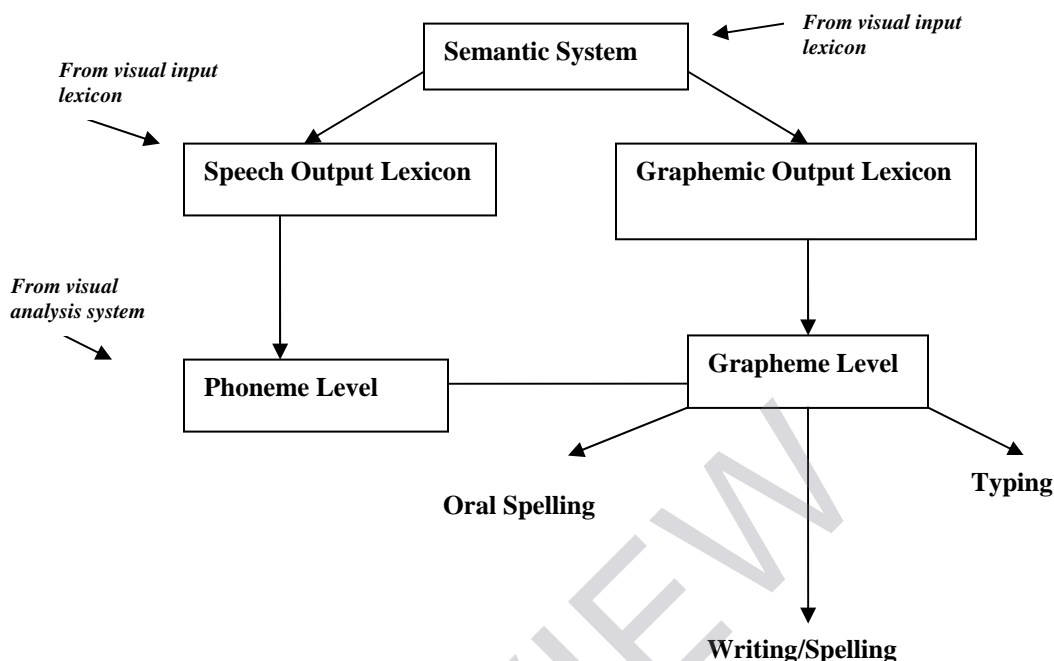 From visual input
lexicon
Semantic System
From visual input
lexicon
Speech Output Lexicon
Graphemic Output Lexicon
From visual
analysis system
Phoneme Level
Grapheme Level
Oral Spelling
Typing
Writing/Spelling